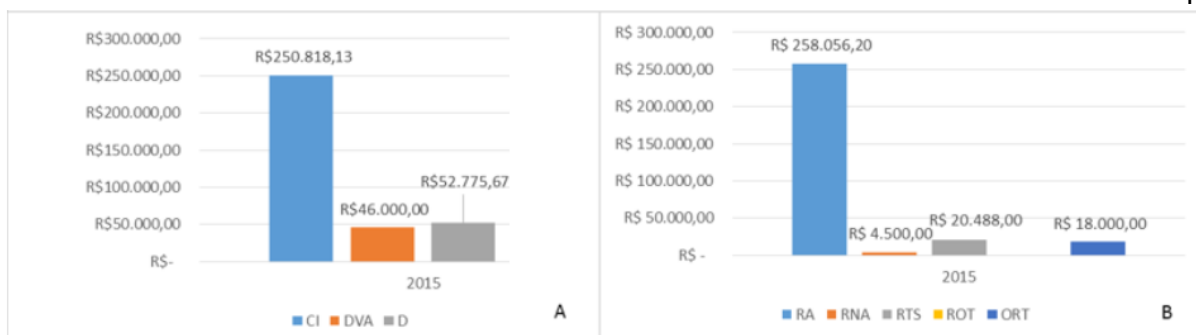 R$300.000,00
R$250.000,00
R$200.000,00
R$150.000,00
R$100.000,00
R$50.000,00
R$-
R$250.818,13
R$46.000,00
R$52.775,67
2015
CI DVA D
A
R$ 300.000,00
R$ 250.000,00
R$ 200.000,00
R$ 150.000,00
R$ 100.000,00
R$ 50.000,00
R$ -
R$ 258.056,20
R$ 4.500,00
R$ 20.488,00
R$ 18.000,00
2015
RA RNA RTS ROT ORT
B